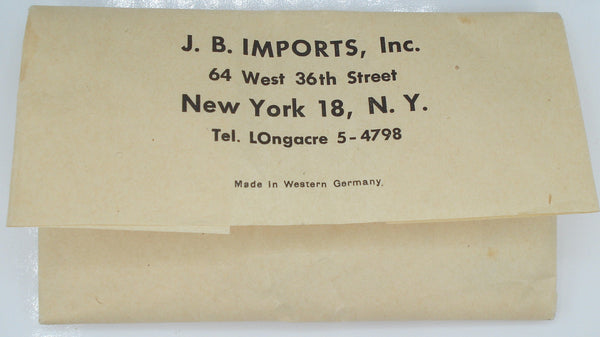 J. B. IMPORTS, Inc.
64 West 36th Street
New York 18, N. Y.
Tel. LOngacre 5-4798
Made in Western Germany.